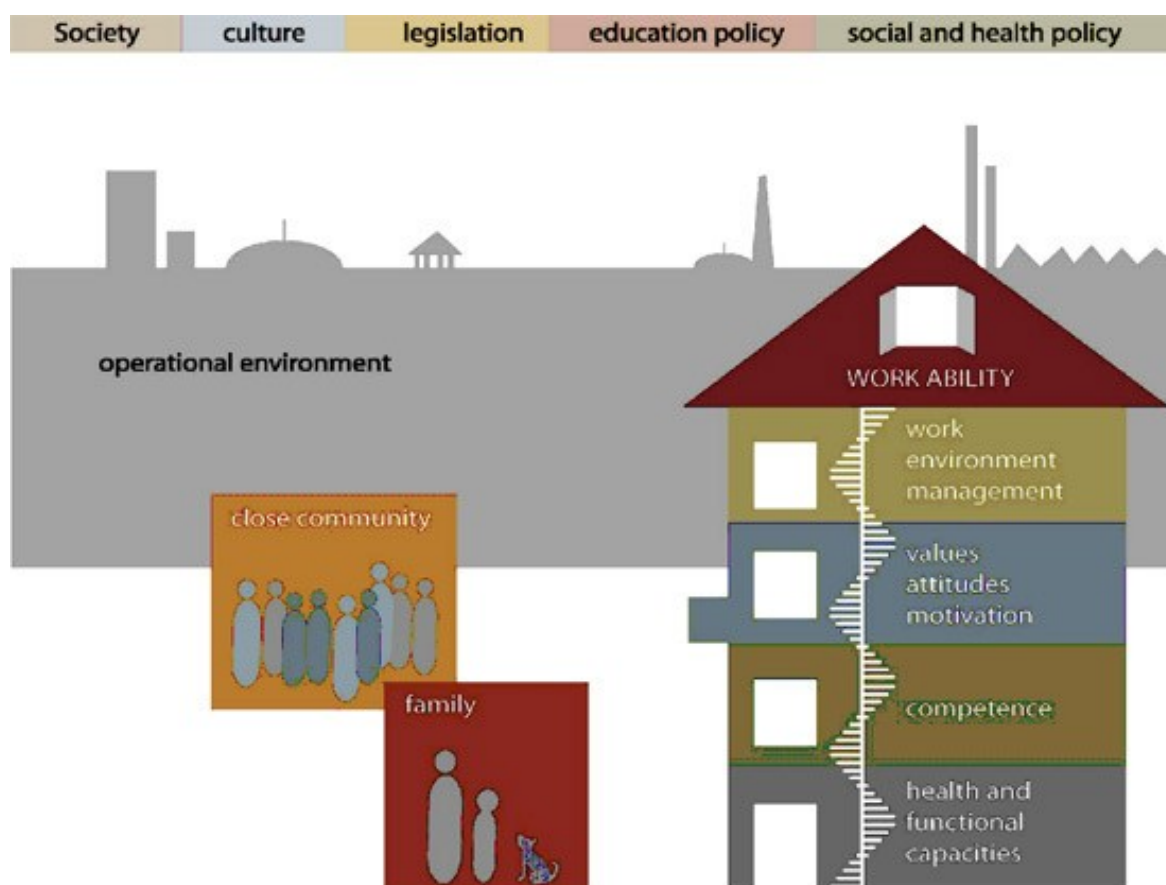 Society culture legislation education policy social and health policy
operational environment
WORK ABILITY
work
environment
management
close community
values
attitudes
motivation
family
competence
health and
functional
capacities